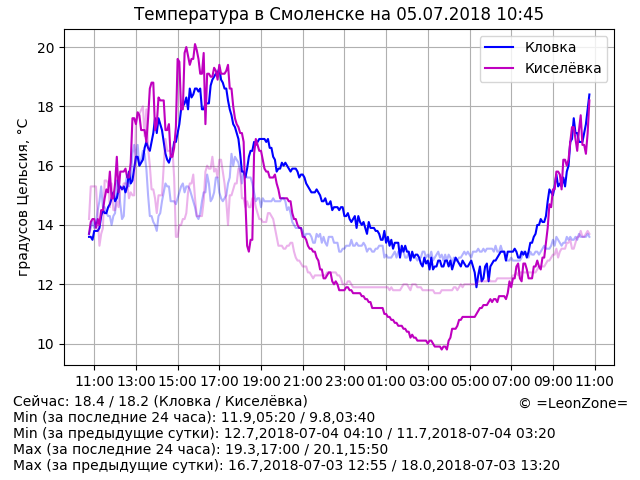 Температура в Смоленске на 05.07.2018 10:45
Кловка
Киселёвка
градусов Цельсия, °C
20
18
16
14
12
10
11:00 13:00 15:00 17:00 19:00 21:00 23:00 01:00 03:00 05:00 07:00 09:00 11:00
Сейчас: 18.4 / 18.2 (Кловка / Киселёвка)
© =LeonZone=
Min (за последние 24 часа): 11.9,05:20 / 9.8,03:40
Min (за предыдущие сутки): 12.7,2018-07-04 04:10 / 11.7,2018-07-04 03:20
Max (за последние 24 часа): 19.3,17:00 / 20.1,15:50
Max (за предыдущие сутки): 16.7,2018-07-03 12:55 / 18.0,2018-07-03 13:20